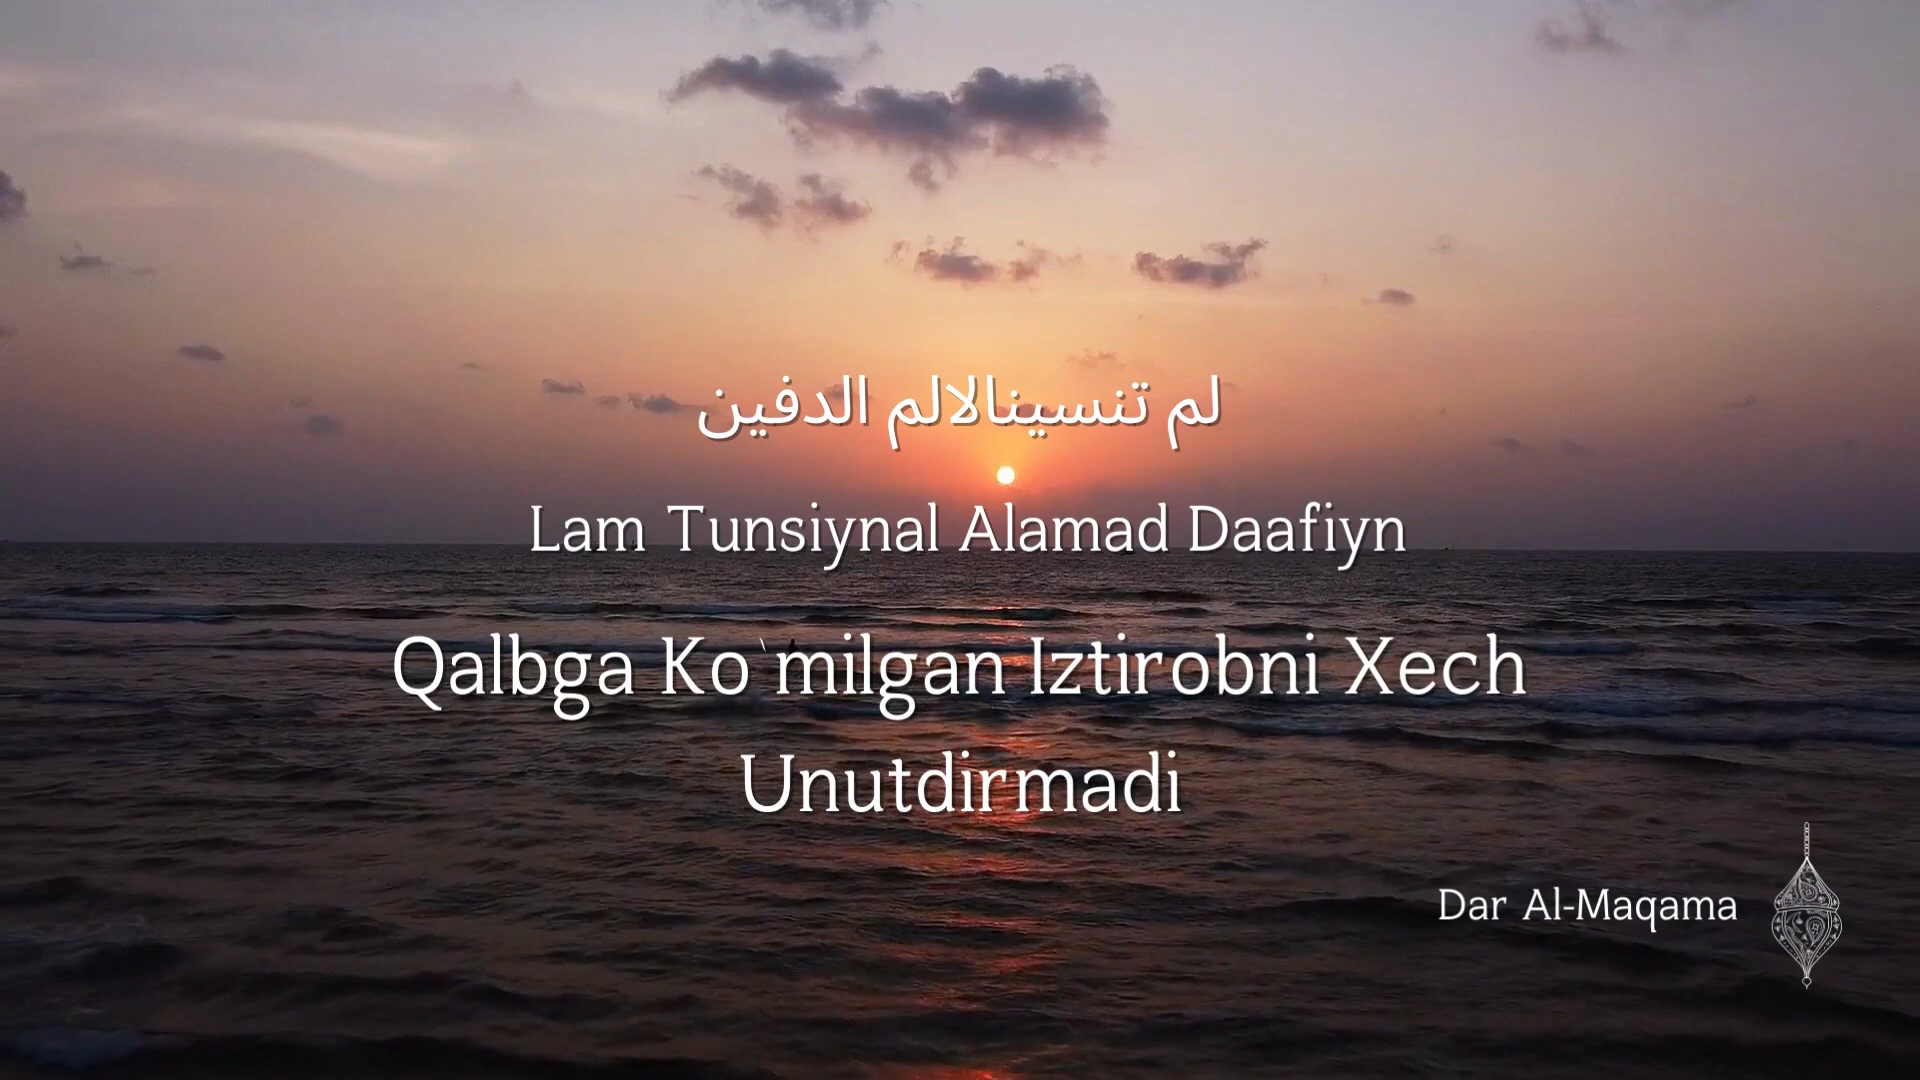 لم تنسينالالم الدفين
Lam Tunsiynal Alamad Daafiyn
Qalbga Ko`milgan Iztirobni Xech
Unutdirmadi
Dar Al-Maqama